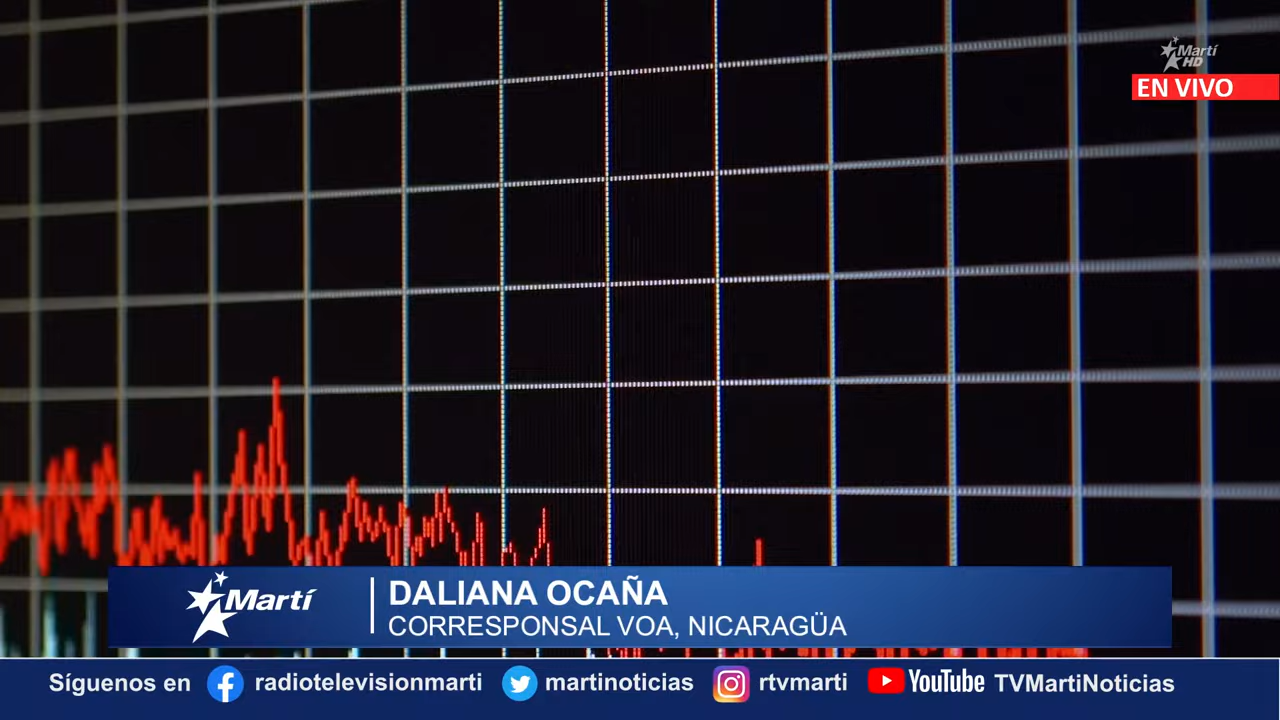 Martí
HD
EN VIVO
Martí
DALIANA OCAÑA
CORRESPONSAL VOA, NICARAGÜA
Síguenos en radiotelevisionmarti martinoticias rtvmarti YouTube TVMartiNoticias